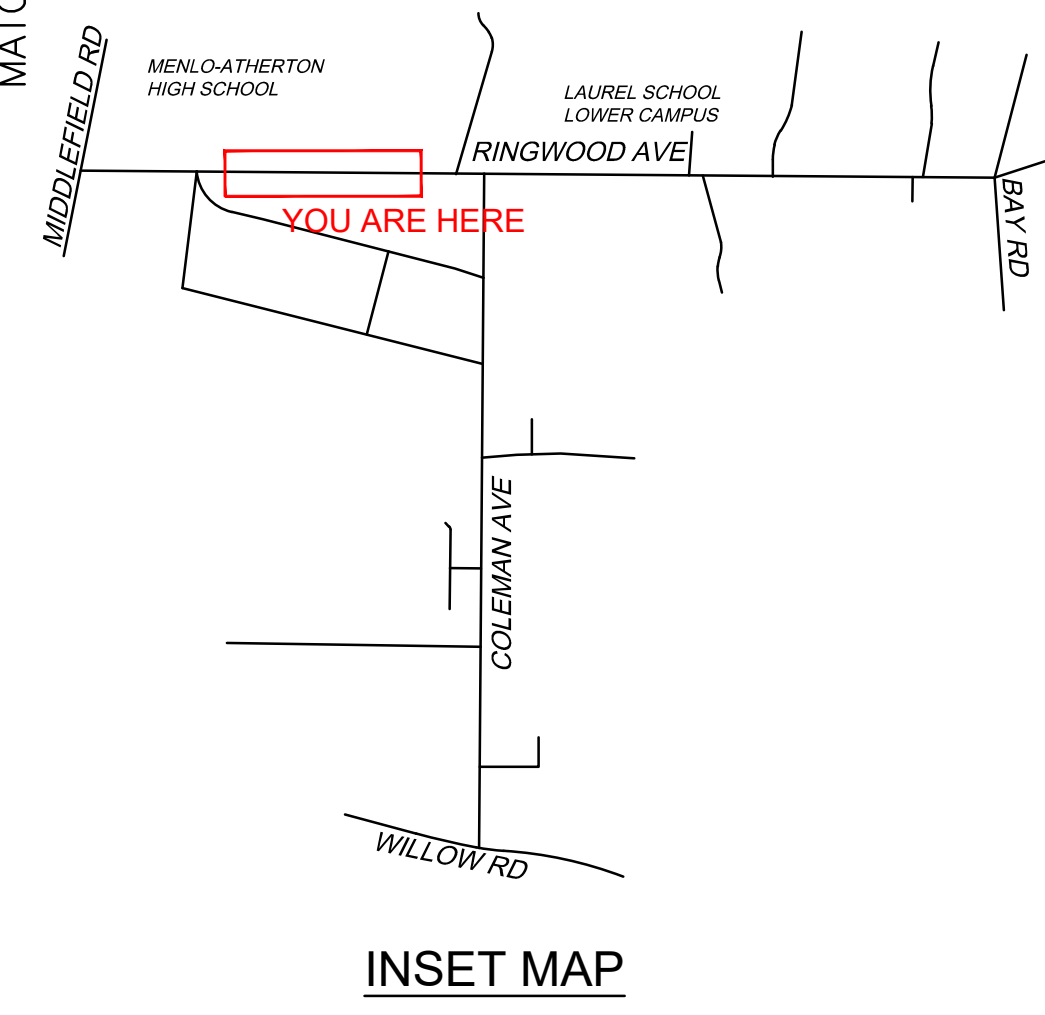 MATC
MIDDLEFIELD RD
MENLO-ATHERTON
HIGH SCHOOL
LAUREL SCHOOL
LOWER CAMPUS
RINGWOOD AVE
YOU ARE HERE
BAY RD
COLEMAN AVE
WILLOW RD
INSET MAP